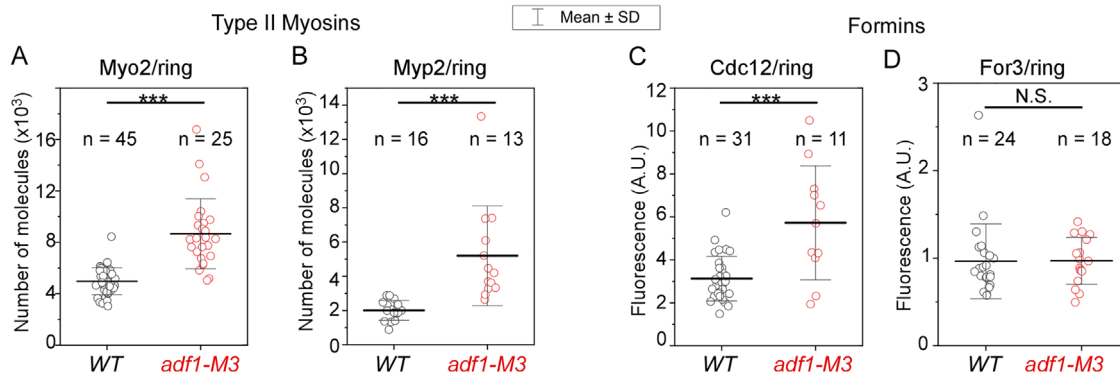 Type II Myosins
Mean ± SD
Formins
A
Myo2/ring
B
Myp2/ring
C
Cdc12/ring
D
For3/ring
Number of molecules (x10³)
16
12
8
4
0
***
n = 45
n = 25
WT
adf1-M3
Number of molecules (x10³)
14
12
10
8
6
4
2
0
***
n = 16
n = 13
WT
adf1-M3
Fluorescence (A.U.)
12
10
8
6
4
2
0
***
n = 31
n = 11
WT
adf1-M3
Fluorescence (A.U.)
3
2
1
0
N.S.
n = 24
n = 18
WT
adf1-M3